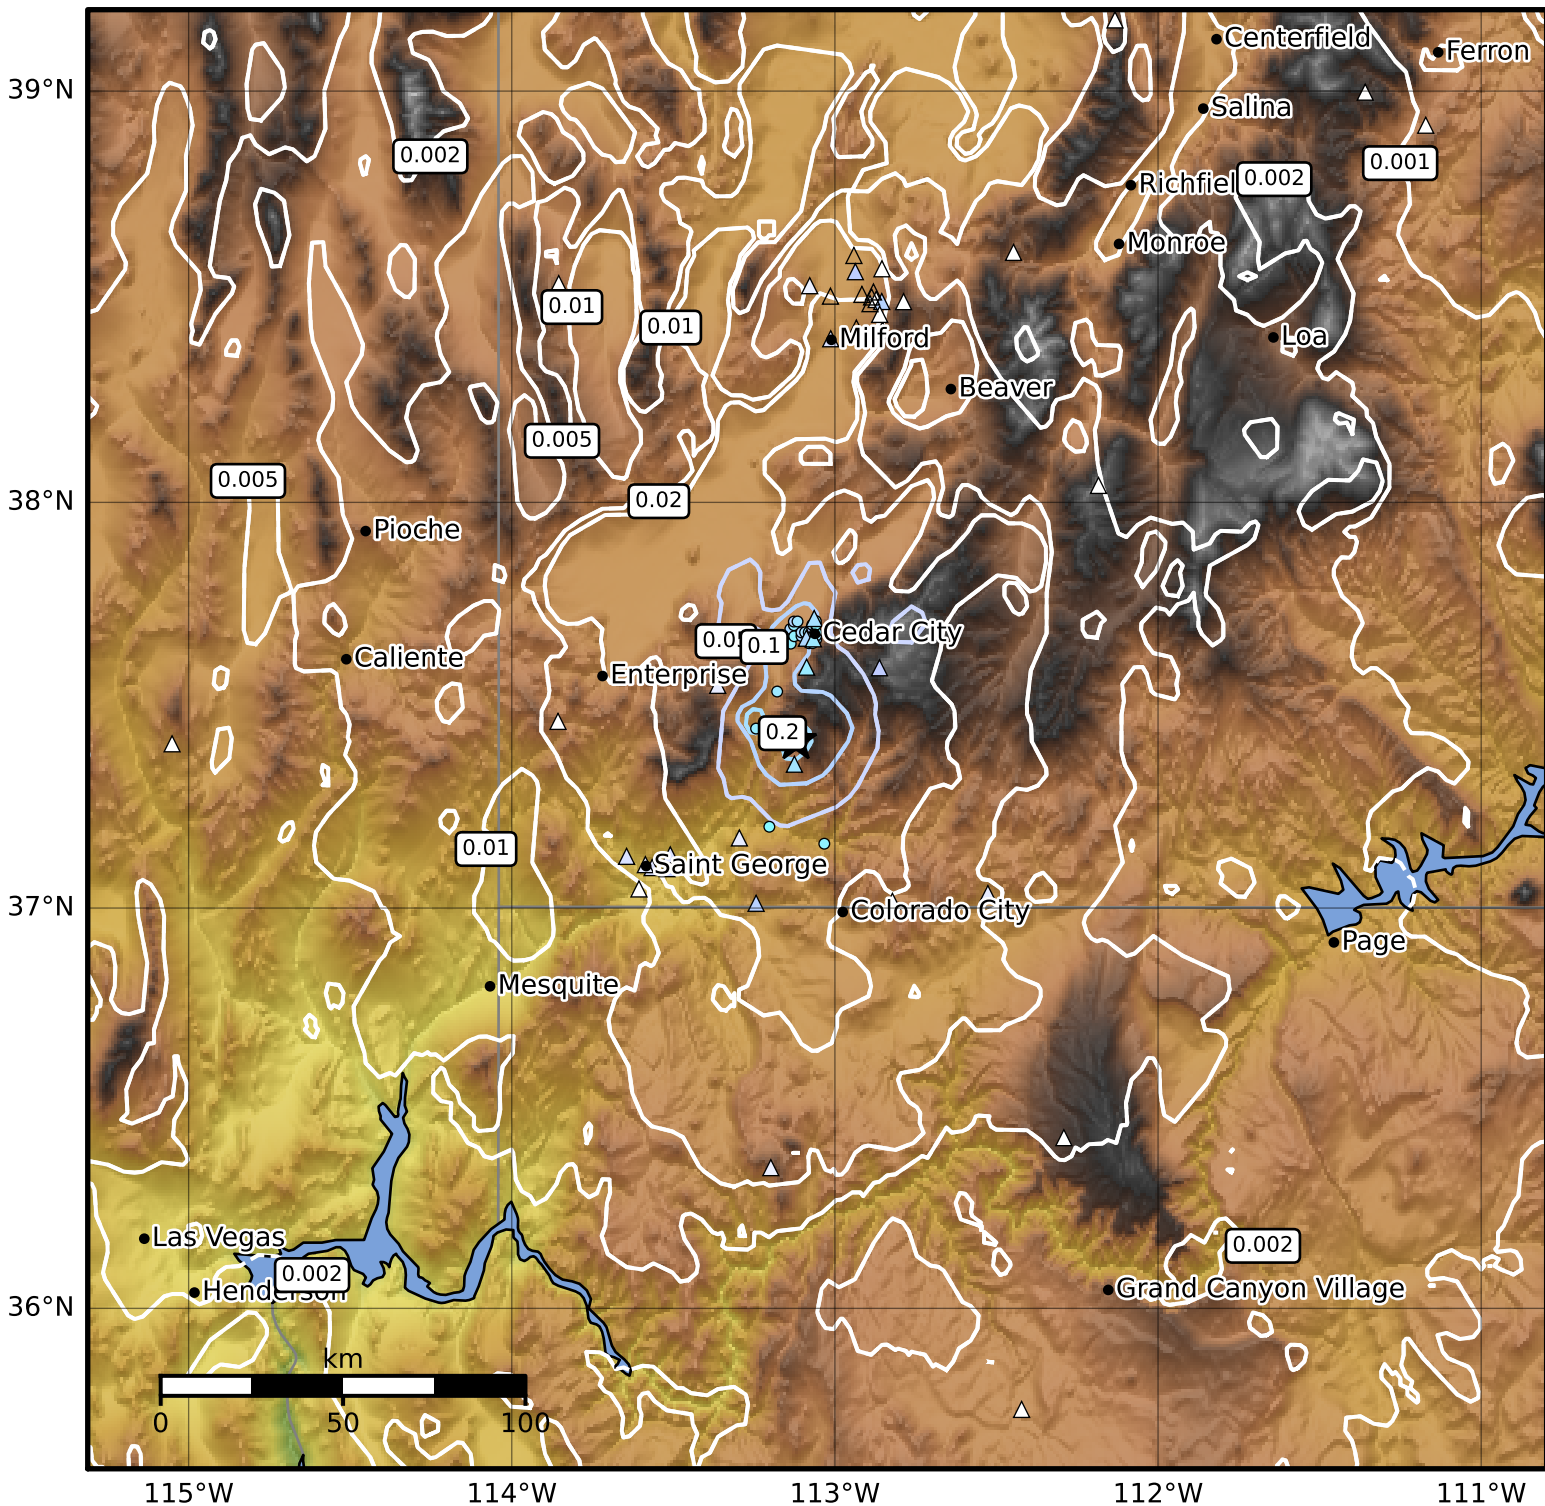 Centerfield
Ferron
39°N
Salina
0.002
0.001
0.002
Monroe
0.01
0.01
Loa
Milford
Beaver
0.005
0.005
0.02
38°N
Pioche
Cedar City
0.1
Caliente
Enterprise
0.2
0.01
Saint George
37°N
Colorado City
Page
Mesquite
Las Vegas
0.002
0.002
Grand Canyon Village
36°N
km
0 50 100
115°W 114°W 113°W 112°W 111°W